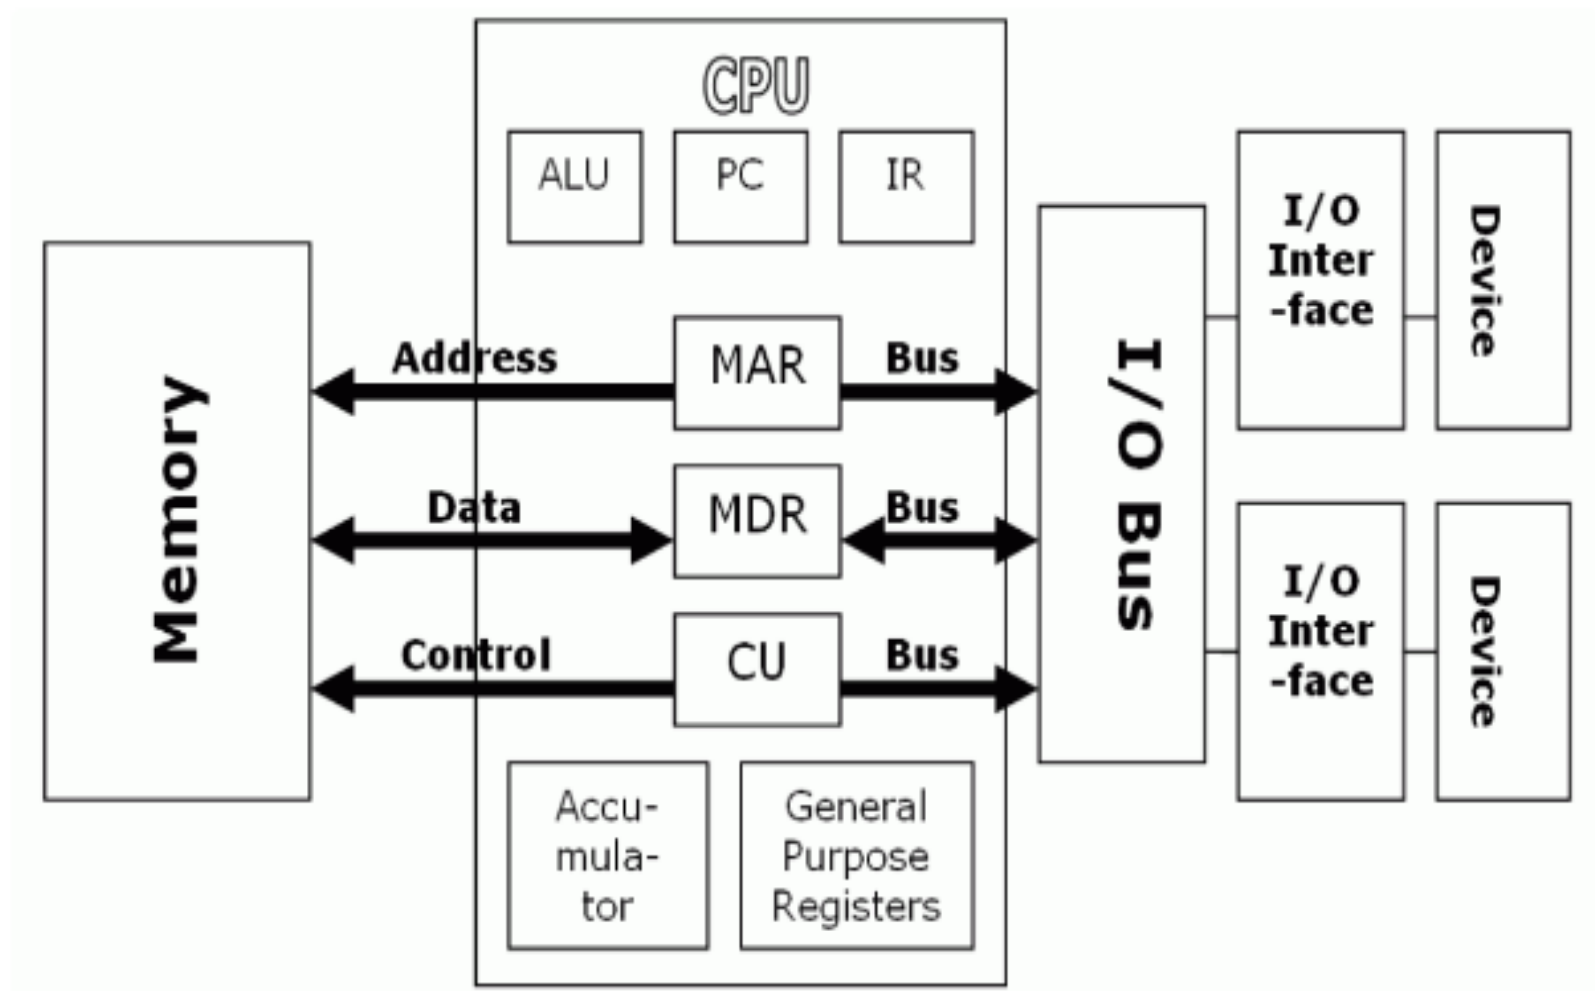 CPU
ALU
PC
IR
Memory
Address
MAR
Bus
Data
MDR
Bus
Control
CU
Bus
Accu-
mula-
tor
General
Purpose
Registers
I/O Bus
I/O
Inter
-face
Device
I/O
Inter
-face
Device